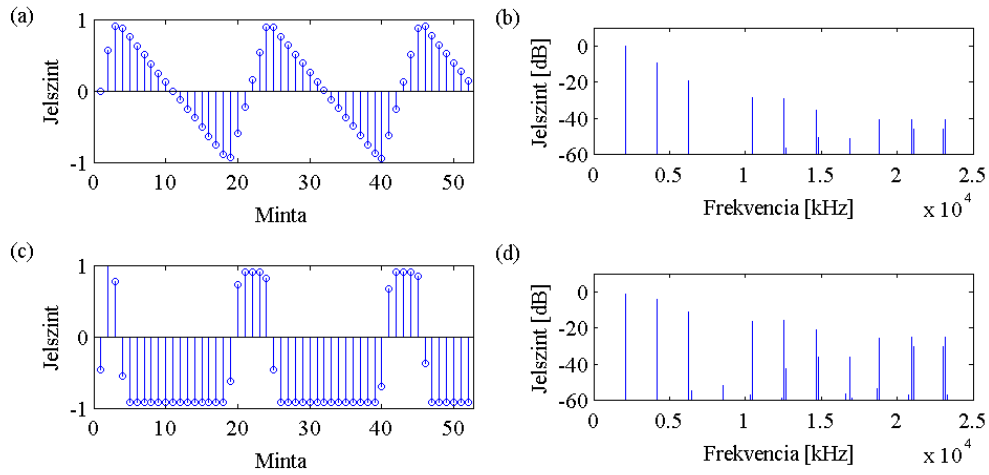 (a)
1
0
-1
Jelszint
0 10 20 30 40 50
Minta
(b)
0
-20
-40
-60
Jelszint [dB]
0 0.5 1 1.5 2 2.5
Frekvencia [kHz]
x 10^4
(c)
1
0
-1
Jelszint
0 10 20 30 40 50
Minta
(d)
0
-20
-40
-60
Jelszint [dB]
0 0.5 1 1.5 2 2.5
Frekvencia [kHz]
x 10^4